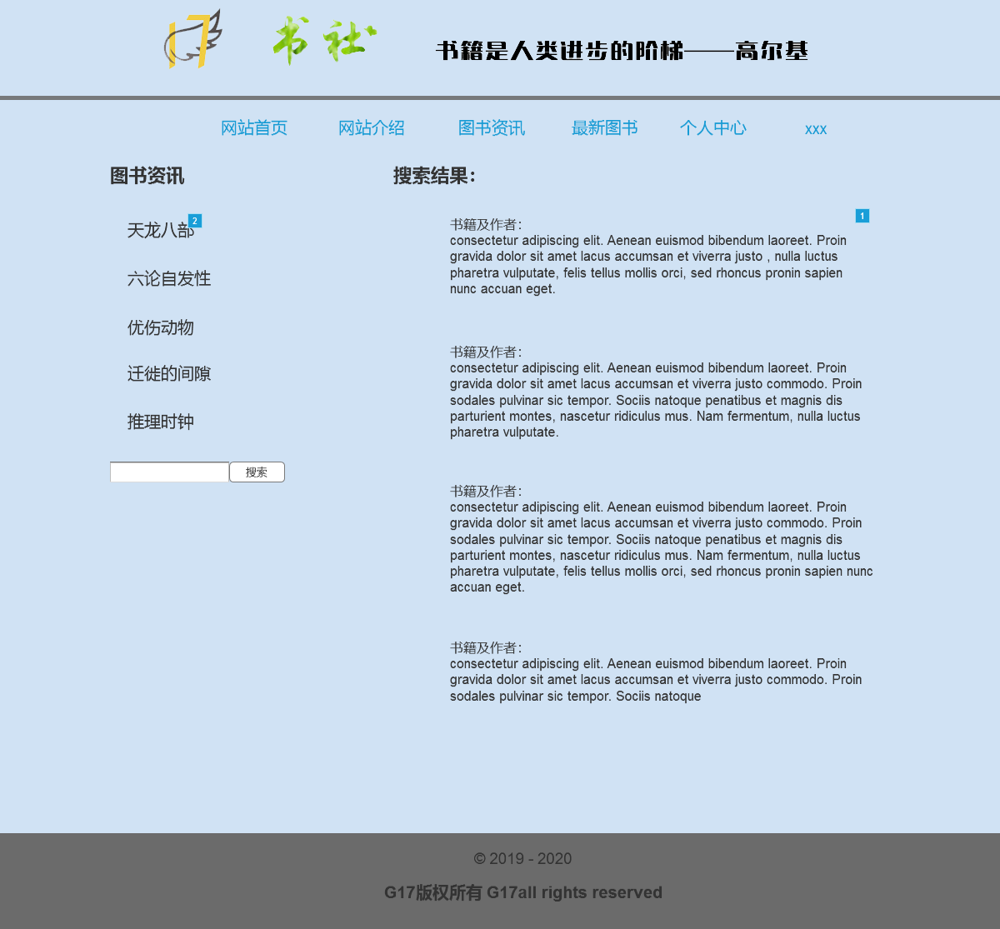 17
书社
书籍是人类进步的阶梯——高尔基
网站首页 网站介绍 图书资讯 最新图书 个人中心 xxx
图书资讯
天龙八部
2
六论自发性
优伤动物
迁徙的间隙
推理时钟
搜索
搜索结果：
1
书籍及作者：
consectetur adipiscing elit. Aenean euismod bibendum laoreet. Proin
gravida dolor sit amet lacus accumsan et viverra justo , nulla luctus
pharetra vulputate, felis tellus mollis orci, sed rhoncus pronin sapien
nunc accuan eget.
书籍及作者：
consectetur adipiscing elit. Aenean euismod bibendum laoreet. Proin
gravida dolor sit amet lacus accumsan et viverra justo commodo. Proin
sodales pulvinar sic tempor. Sociis natoque penatibus et magnis dis
parturient montes, nascetur ridiculus mus. Nam fermentum, nulla luctus
pharetra vulputate.
书籍及作者：
consectetur adipiscing elit. Aenean euismod bibendum laoreet. Proin
gravida dolor sit amet lacus accumsan et viverra justo commodo. Proin
sodales pulvinar sic tempor. Sociis natoque penatibus et magnis dis
parturient montes, nascetur ridiculus mus. Nam fermentum, nulla luctus
pharetra vulputate, felis tellus mollis orci, sed rhoncus pronin sapien nunc
accuan eget.
书籍及作者：
consectetur adipiscing elit. Aenean euismod bibendum laoreet. Proin
gravida dolor sit amet lacus accumsan et viverra justo commodo. Proin
sodales pulvinar sic tempor. Sociis natoque
© 2019 - 2020
G17版权所有 G17all rights reserved